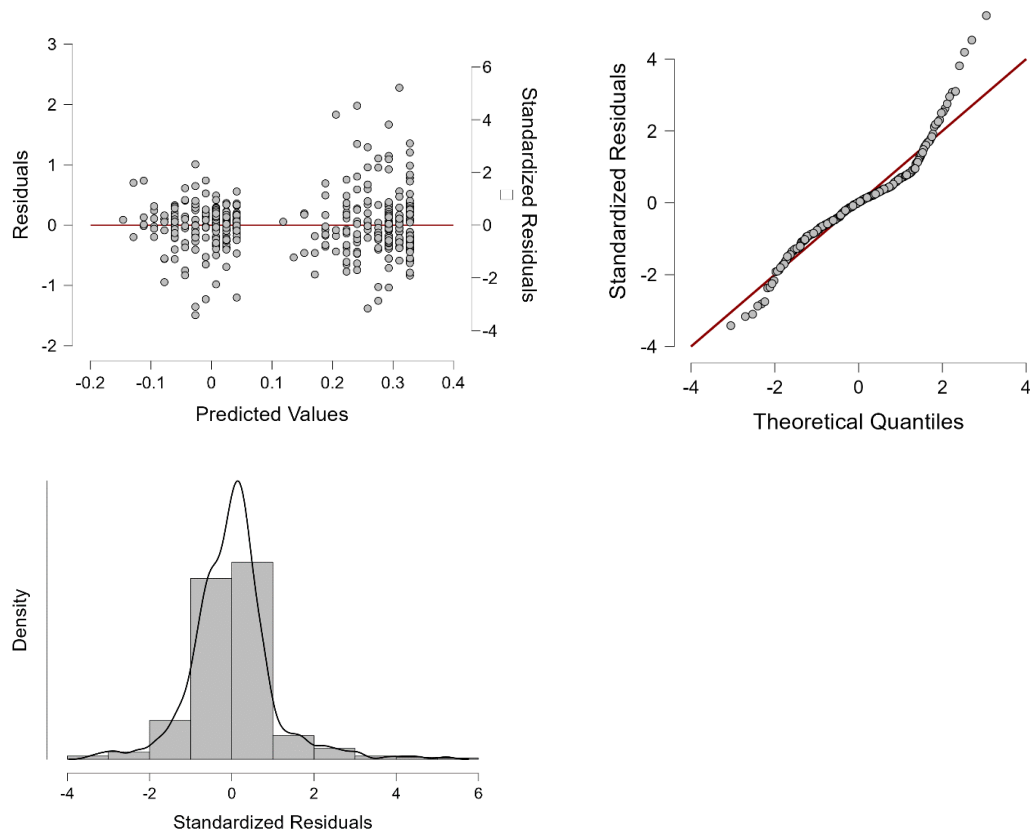 3
2
1
0
-1
-2
Residuals
6
4
2
0
-2
-4
Standardized Residuals
-0.2 -0.1 0 0.1 0.2 0.3 0.4
Predicted Values
4
2
0
-2
-4
Standardized Residuals
-4 -2 0 2 4
Theoretical Quantiles
Density
-4 -2 0 2 4 6
Standardized Residuals